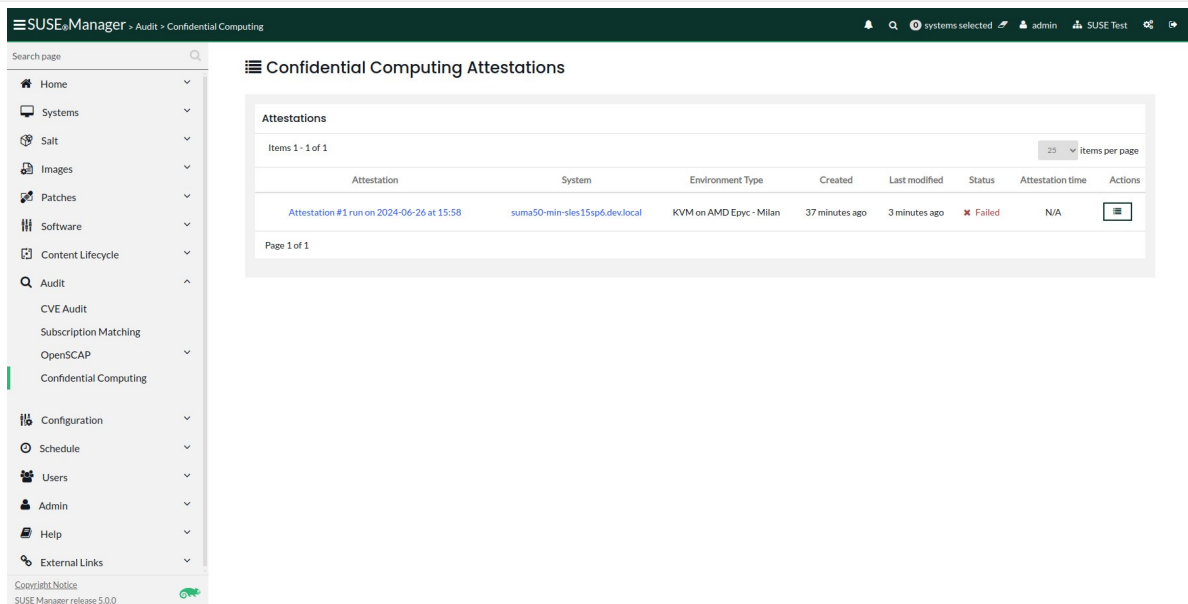 SUSE®Manager > Audit > Confidential Computing
0 systems selected admin SUSE Test
Search page
Home
Systems
Salt
Images
Patches
Software
Content Lifecycle
Audit
CVE Audit
Subscription Matching
OpenSCAP
Confidential Computing
Configuration
Schedule
Users
Admin
Help
External Links
Copyright Notice
SUSE Manager release 5.0.0
Confidential Computing Attestations
Attestations
Items 1 - 1 of 1 25 items per page
Attestation System Environment Type Created Last modified Status Attestation time Actions
Attestation #1 run on 2024-06-26 at 15:58 suma50-min-sles15sp6.dev.local KVM on AMD Epyc - Milan 37 minutes ago 3 minutes ago Failed N/A
Page 1 of 1